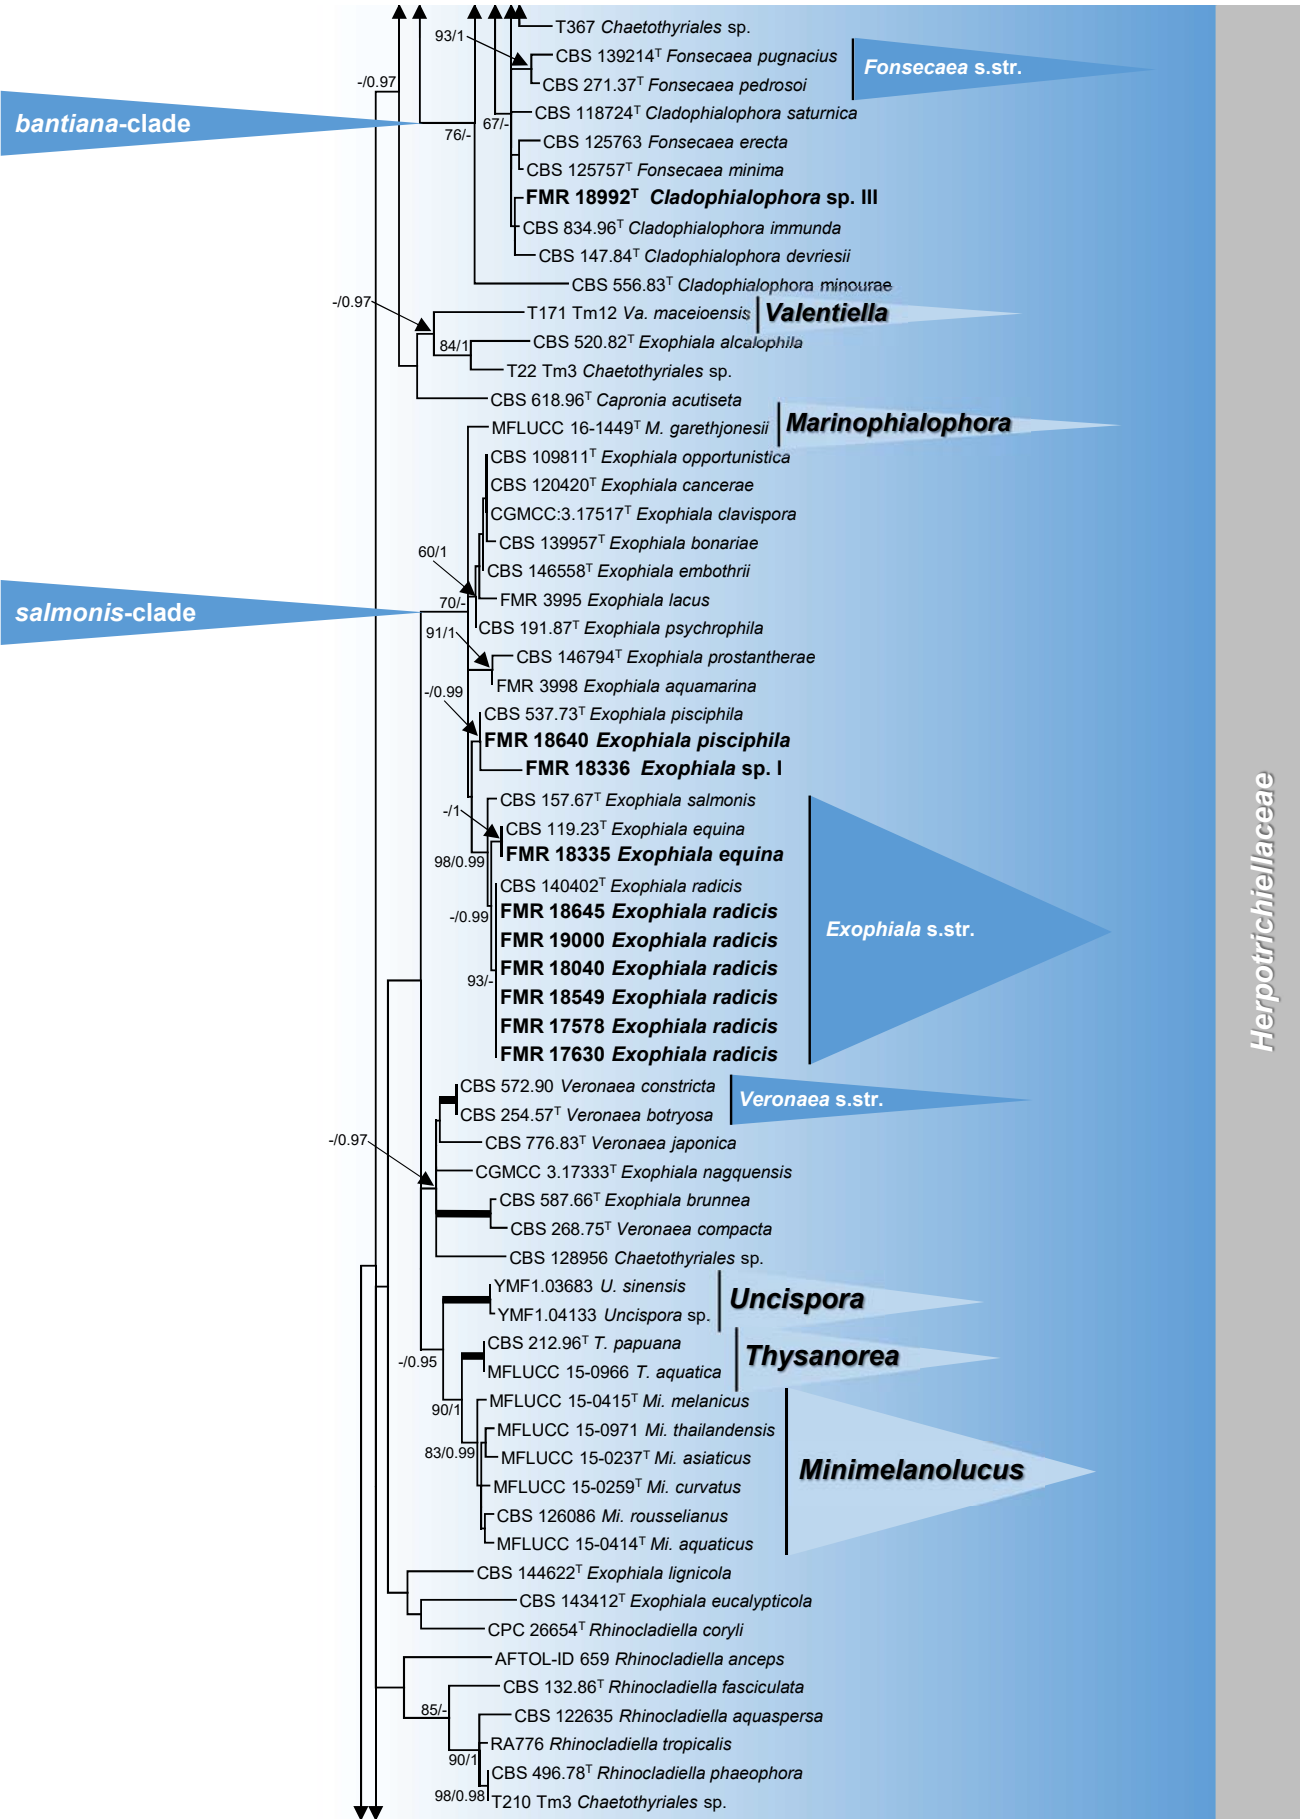 T367 Chaetothyriales sp.
93/1
CBS 139214T Fonsecaea pugnacius
Fonsecaea s.str.
-/0.97
CBS 271.37T Fonsecaea pedrosoi
bantiana-clade
76/-
67/-
CBS 118724T Cladophialophora saturnica
CBS 125763 Fonsecaea erecta
CBS 125757T Fonsecaea minima
FMR 18992T Cladophialophora sp. III
CBS 834.96T Cladophialophora immunda
CBS 147.84T Cladophialophora devriesii
CBS 556.83T Cladophialophora minourae
-/0.97
T171 Tm12 Va. maceioensis
Valentiella
84/1
CBS 520.82T Exophiala alcalophila
T22 Tm3 Chaetothyriales sp.
CBS 618.96T Capronia acutiseta
MFLUCC 16-1449T M. garethjonesii
Marinophialophora
CBS 109811T Exophiala opportunistica
CBS 120420T Exophiala cancerae
CGMCC:3.17517T Exophiala clavispora
CBS 139957T Exophiala bonariae
60/1
CBS 146558T Exophiala embothrii
salmonis-clade
70/-
FMR 3995 Exophiala lacus
CBS 191.87T Exophiala psychrophila
91/1
CBS 146794T Exophiala prostantherae
FMR 3998 Exophiala aquamarina
-/0.99
CBS 537.73T Exophiala pisciphila
FMR 18640 Exophiala pisciphila
FMR 18336 Exophiala sp. I
CBS 157.67T Exophiala salmonis
-/1
CBS 119.23T Exophiala equina
98/0.99
FMR 18335 Exophiala equina
CBS 140402T Exophiala radicis
-/0.99
FMR 18645 Exophiala radicis
Exophiala s.str.
FMR 19000 Exophiala radicis
FMR 18040 Exophiala radicis
93/-
FMR 18549 Exophiala radicis
FMR 17578 Exophiala radicis
FMR 17630 Exophiala radicis
CBS 572.90 Veronaea constricta
Veronaea s.str.
CBS 254.57T Veronaea botryosa
-/0.97
CBS 776.83T Veronaea japonica
CGMCC 3.17333T Exophiala nagquensis
CBS 587.66T Exophiala brunnea
CBS 268.75T Veronaea compacta
CBS 128956 Chaetothyriales sp.
YMF1.03683 U. sinensis
Uncispora
YMF1.04133 Uncispora sp.
-/0.95
CBS 212.96T T. papuana
Thysanorea
MFLUCC 15-0966 T. aquatica
90/1
MFLUCC 15-0415T Mi. melanicus
MFLUCC 15-0971 Mi. thailandensis
83/0.99
MFLUCC 15-0237T Mi. asiaticus
Minimelanolucus
MFLUCC 15-0259T Mi. curvatus
CBS 126086 Mi. rousselianus
MFLUCC 15-0414T Mi. aquaticus
CBS 144622T Exophiala lignicola
CBS 143412T Exophiala eucalypticola
CPC 26654T Rhinocladiella coryli
AFTOL-ID 659 Rhinocladiella anceps
CBS 132.86T Rhinocladiella fasciculata
85/-
CBS 122635 Rhinocladiella aquaspersa
RA776 Rhinocladiella tropicalis
90/1
CBS 496.78T Rhinocladiella phaeophora
98/0.98
T210 Tm3 Chaetothyriales sp.
Herpotrichiellaceae